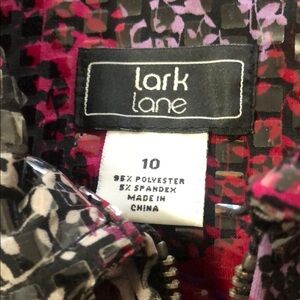 lark
lane
10
95% POLYESTER
5% SPANDEX
MADE IN
CHINA